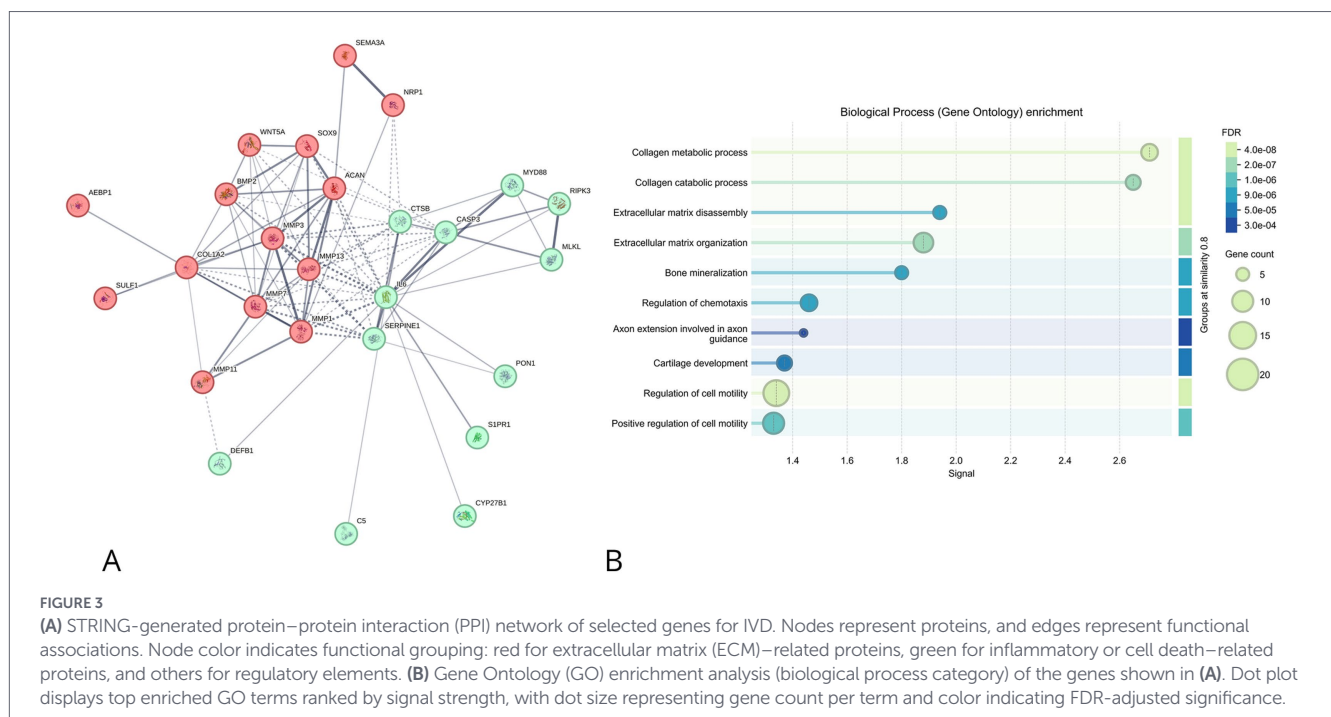 SEMA3A
NRP1
WNT5A
SOX9
BMP2
ACAN
AEBP1
MYD88
RIPK3
CTSB
CASP3
MMP3
MLKL
COL1A2
MMP13
SULF1
IL6
MMP7
MMP1
SERPINE1
PON1
MMP11
S1PR1
DEFB1
CYP27B1
C5
A
Biological Process (Gene Ontology) enrichment
Collagen metabolic process
Collagen catabolic process
Extracellular matrix disassembly
Extracellular matrix organization
Bone mineralization
Regulation of chemotaxis
Axon extension involved in axon
guidance
Cartilage development
Regulation of cell motility
Positive regulation of cell motility
1.4 1.6 1.8 2.0 2.2 2.4 2.6
Signal
Groups at similarity 0.8
FDR
4.0e-08
2.0e-07
1.0e-06
9.0e-06
5.0e-05
3.0e-04
Gene count
5
10
15
20
B
FIGURE 3
(A) STRING-generated protein–protein interaction (PPI) network of selected genes for IVD. Nodes represent proteins, and edges represent functional
associations. Node color indicates functional grouping: red for extracellular matrix (ECM)–related proteins, green for inflammatory or cell death–related
proteins, and others for regulatory elements. (B) Gene Ontology (GO) enrichment analysis (biological process category) of the genes shown in (A). Dot plot
displays top enriched GO terms ranked by signal strength, with dot size representing gene count per term and color indicating FDR-adjusted significance.